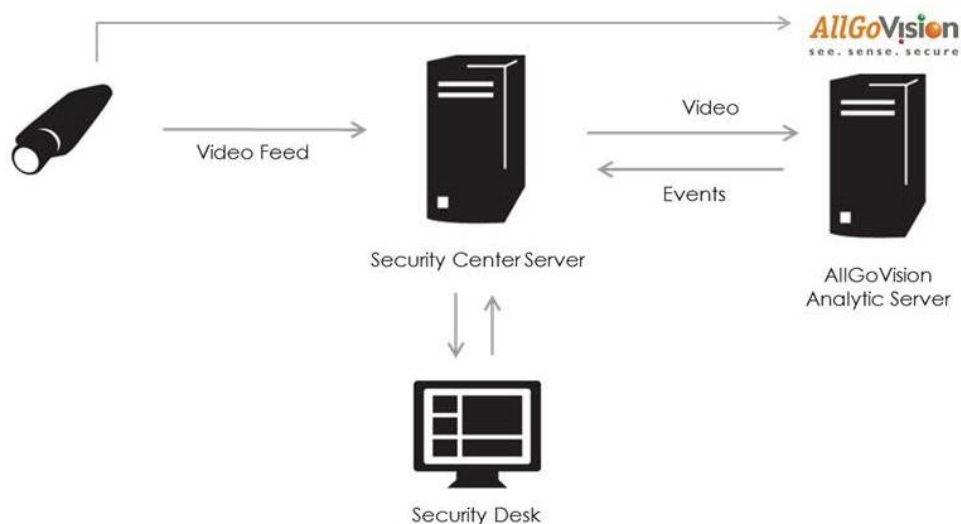 AllGoVision
see. sense. secure
Video Feed
Video
Events
Security Center Server
AllGoVision
Analytic Server
Security Desk